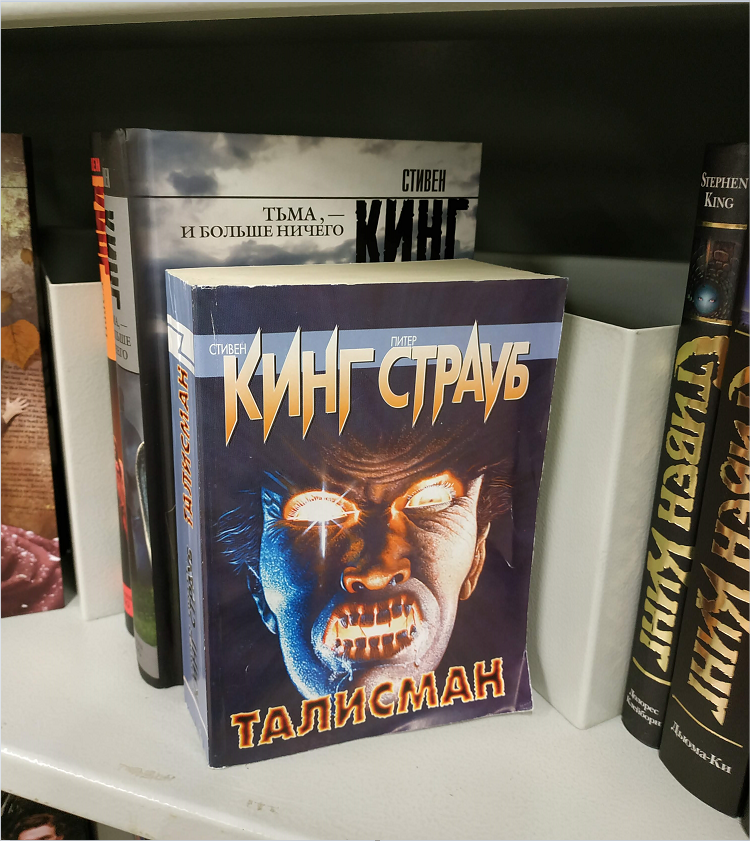 СТИВЕН
КИНГ
ТЬМА, —
И БОЛЬШЕ НИЧЕГО
КИНГ
СТИВЕН
КИНГ
ПИТЕР
СТРАУБ
ТАЛИСМАН
ТАЛИСМАН
STEPHEN
KING
СТИВЕН КИНГ
Долорес
Клейборн
СТИВЕН КИНГ
Дьюма-Ки